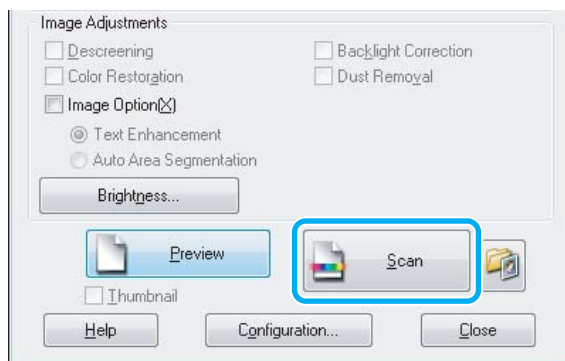 Image Adjustments
Descreening
Backlight Correction
Color Restoration
Dust Removal
Image Option(X)
Text Enhancement
Auto Area Segmentation
Brightness...
Preview
Scan
Thumbnail
Help
Configuration...
Close